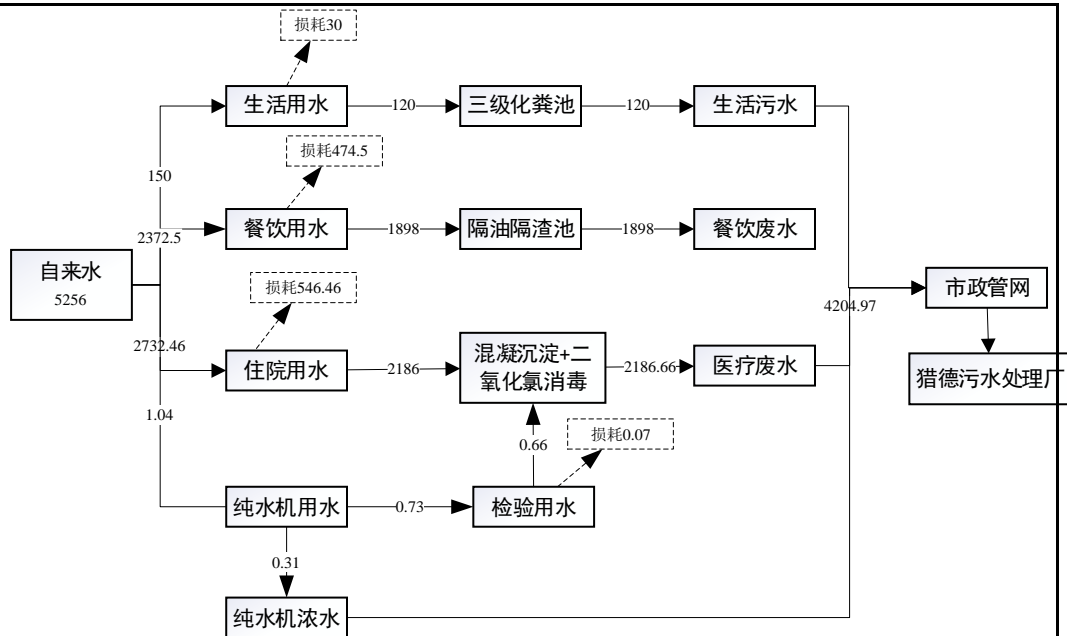 损耗30
生活用水
120
三级化粪池
120
生活污水
损耗474.5
150
餐饮用水
1898
隔油隔渣池
1898
餐饮废水
2372.5
自来水
5256
损耗546.46
市政管网
4204.97
2732.46
住院用水
2186
混凝沉淀+二
氧化氯消毒
2186.66
医疗废水
猎德污水处理厂
1.04
0.66
损耗0.07
纯水机用水
0.73
检验用水
0.31
纯水机浓水